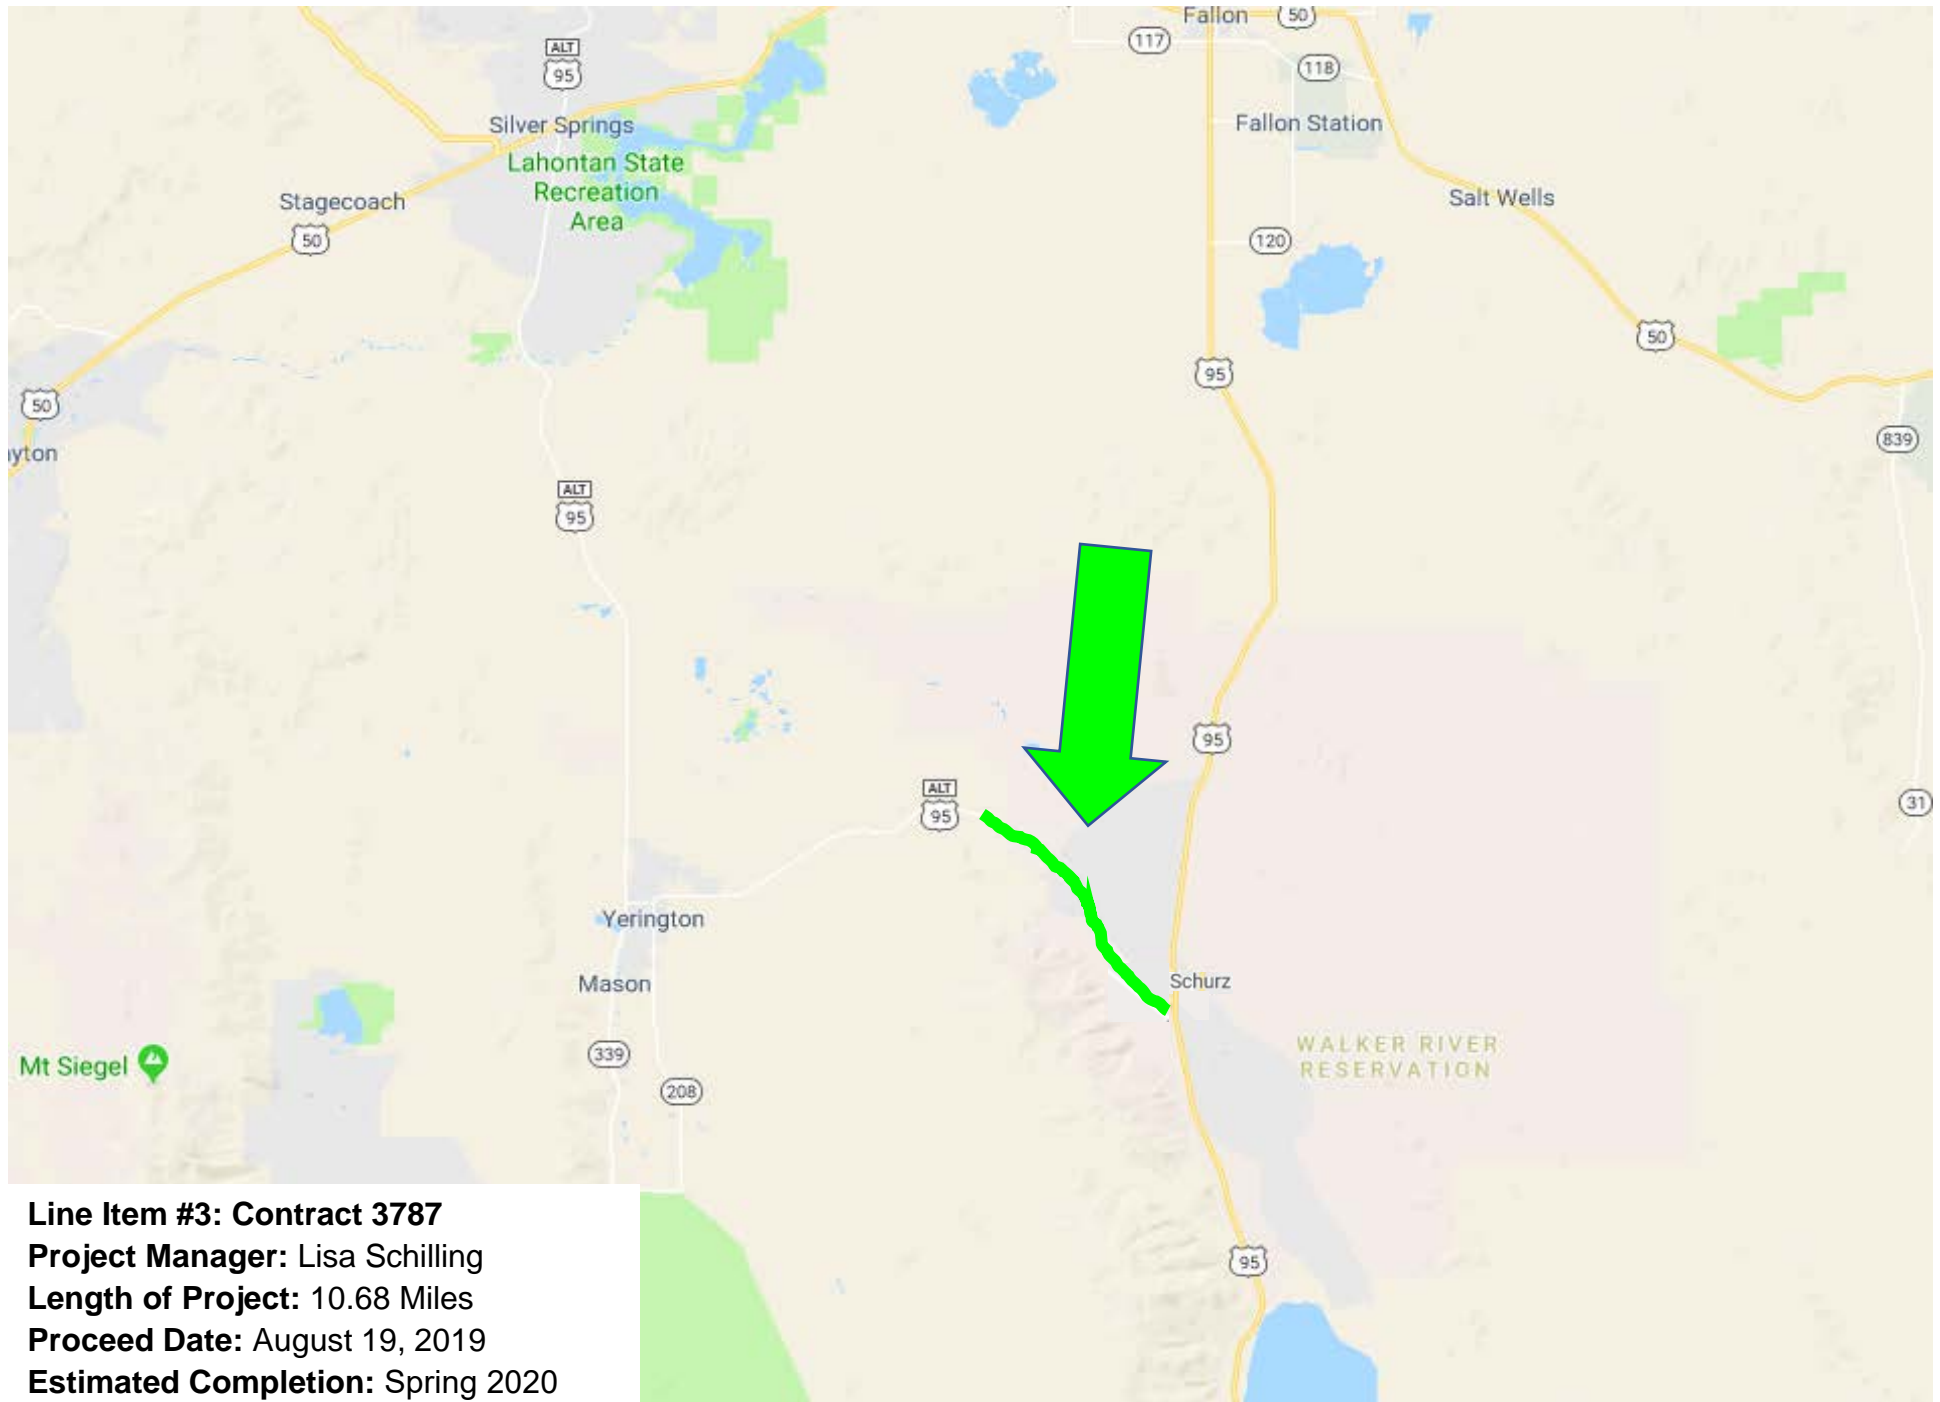 Fallon
50
ALT
95
117
118
Silver Springs
Fallon Station
Lahontan State
Recreation
Area
Stagecoach
Salt Wells
50
120
50
95
50
839
yton
ALT
95
95
ALT
95
31
Yerington
Mason
Schurz
WALKER RIVER
RESERVATION
339
Mt Siegel
208
95
Line Item #3: Contract 3787
Project Manager: Lisa Schilling
Length of Project: 10.68 Miles
Proceed Date: August 19, 2019
Estimated Completion: Spring 2020